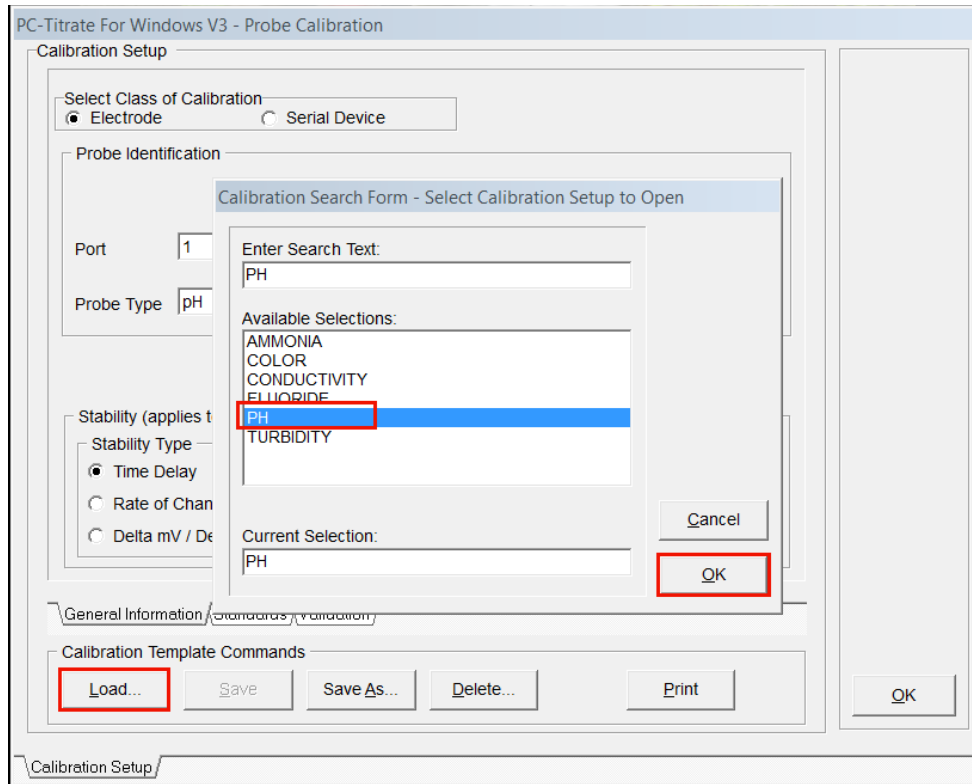 PC-Titrate For Windows V3 - Probe Calibration
Calibration Setup
Select Class of Calibration
Electrode
Serial Device
Probe Identification
Calibration Search Form - Select Calibration Setup to Open
Port
1
Probe Type
pH
Enter Search Text:
PH
Available Selections:
AMMONIA
COLOR
CONDUCTIVITY
FLUORIDE
PH
TURBIDITY
Stability (applies t
Stability Type
Time Delay
Rate of Chan
Delta mV / De
Current Selection:
PH
Cancel
OK
General Information
Standards
Validation
Calibration Template Commands
Load...
Save
Save As...
Delete...
Print
OK
Calibration Setup